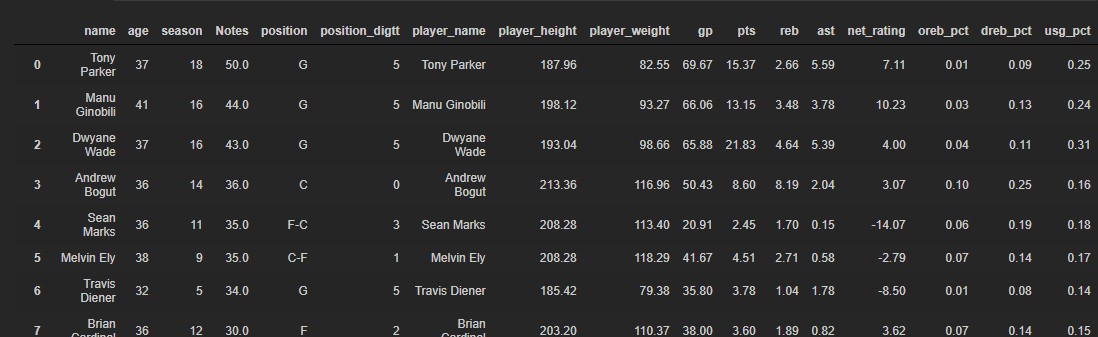 name age season Notes position position_digtt player_name player_height player_weight gp pts reb ast net_rating oreb_pct dreb_pct usg_pct
0 Tony Parker 37 18 50.0 G 5 Tony Parker 187.96 82.55 69.67 15.37 2.66 5.59 7.11 0.01 0.09 0.25
1 Manu Ginobili 41 16 44.0 G 5 Manu Ginobili 198.12 93.27 66.06 13.15 3.48 3.78 10.23 0.03 0.13 0.24
2 Dwyane Wade 37 16 43.0 G 5 Dwyane Wade 193.04 98.66 65.88 21.83 4.64 5.39 4.00 0.04 0.11 0.31
3 Andrew Bogut 36 14 36.0 C 0 Andrew Bogut 213.36 116.96 50.43 8.60 8.19 2.04 3.07 0.10 0.25 0.16
4 Sean Marks 36 11 35.0 F-C 3 Sean Marks 208.28 113.40 20.91 2.45 1.70 0.15 -14.07 0.06 0.19 0.18
5 Melvin Ely 38 9 35.0 C-F 1 Melvin Ely 208.28 118.29 41.67 4.51 2.71 0.58 -2.79 0.07 0.14 0.17
6 Travis Diener 32 5 34.0 G 5 Travis Diener 185.42 79.38 35.80 3.78 1.04 1.78 -8.50 0.01 0.08 0.14
7 Brian 36 12 30.0 F 2 Brian 203.20 110.37 38.00 3.60 1.89 0.82 3.62 0.07 0.14 0.15